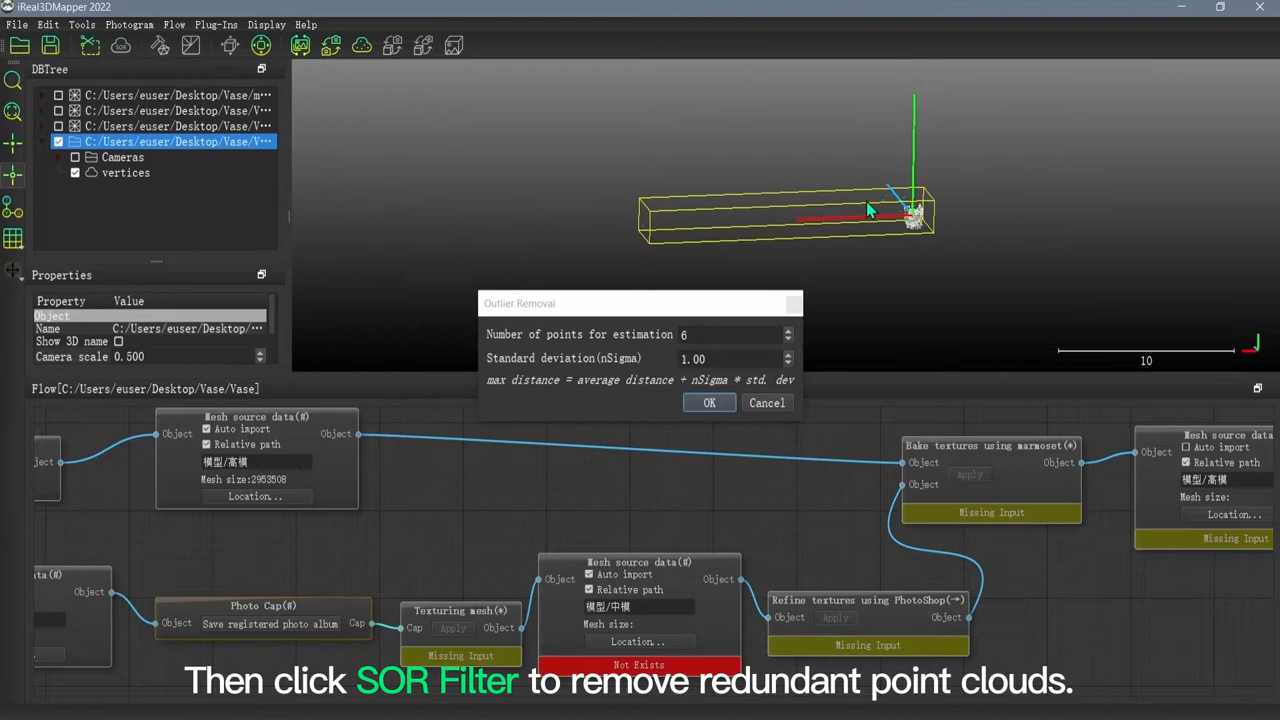 iReal3DMapper 2022
File Edit Tools Photogram Flow Plug-Ins Display Help
SOR
DBTree
C:/Users/euser/Desktop/Vase/m···
C:/Users/euser/Desktop/Vase/V···
C:/Users/euser/Desktop/Vase/V···
C:/Users/euser/Desktop/Vase/V···
Cameras
vertices
Properties
Property Value
Object
Name C:/Users/euser/Desktop/···
Show 3D name
Camera scale 0.500
10
Outlier Removal
Number of points for estimation 6
Standard deviation(nSigma) 1.00
max distance = average distance + nSigma * std. dev
OK Cancel
Flow[C:/Users/euser/Desktop/Vase/Vase]
ject
Mesh source data(#)
Auto import
Object Object
Relative path
模型/高模
Mesh size:2953508
Location...
Bake textures using marmoset(*)
Object Object
Apply
Object
Missing Input
Mesh source data
Auto import
Object
Relative path
模型/高模
Mesh size:
Location...
Missing Input
ata(#)
Object
Photo Cap(#)
Object Save registered photo album Cap
Texturing mesh(*)
Cap Apply Object
Missing Input
Mesh source data(#)
Auto import
Object Object
Relative path
模型/中模
Mesh size:
Location...
Not Exists
Refine textures using PhotoShop(→)
Object Apply Object
Missing Input
Then click SOR Filter to remove redundant point clouds.